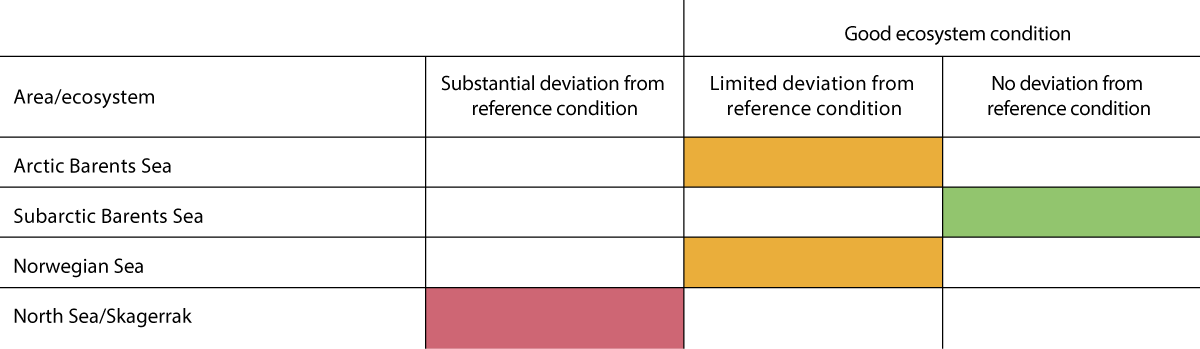 Good ecosystem condition
Area/ecosystem
Substantial deviation from
reference condition
Limited deviation from
reference condition
No deviation from
reference condition
Arctic Barents Sea
Subarctic Barents Sea
Norwegian Sea
North Sea/Skagerrak